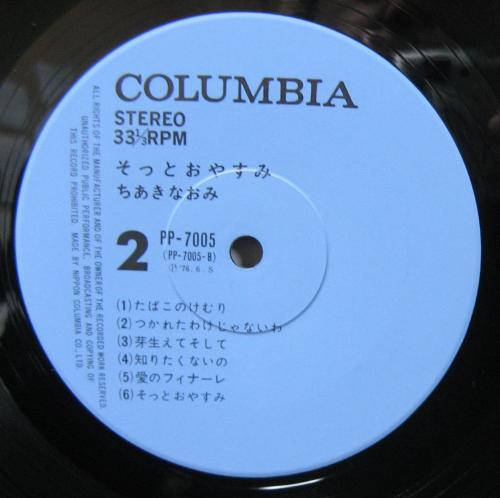 COLUMBIA
STEREO
33⅓RPM
そっとおやすみ
ちあきなおみ
2
PP-7005
(PP-7005-B)
Ⓟ'76.6.S
(1)たばこのけむり
(2)つかれたわけじゃないわ
(3)芽生えてそして
(4)知りたくないの
(5)愛のフィナーレ
(6)そっとおやすみ
ALL RIGHTS OF THE MANUFACTURER AND OF THE OWNER OF THE RECORDED WORK RESERVED.
UNAUTHORIZED PUBLIC PERFORMANCE, BROADCASTING AND COPYING OF
THIS RECORD PROHIBITED. MADE BY NIPPON COLUMBIA CO., LTD.